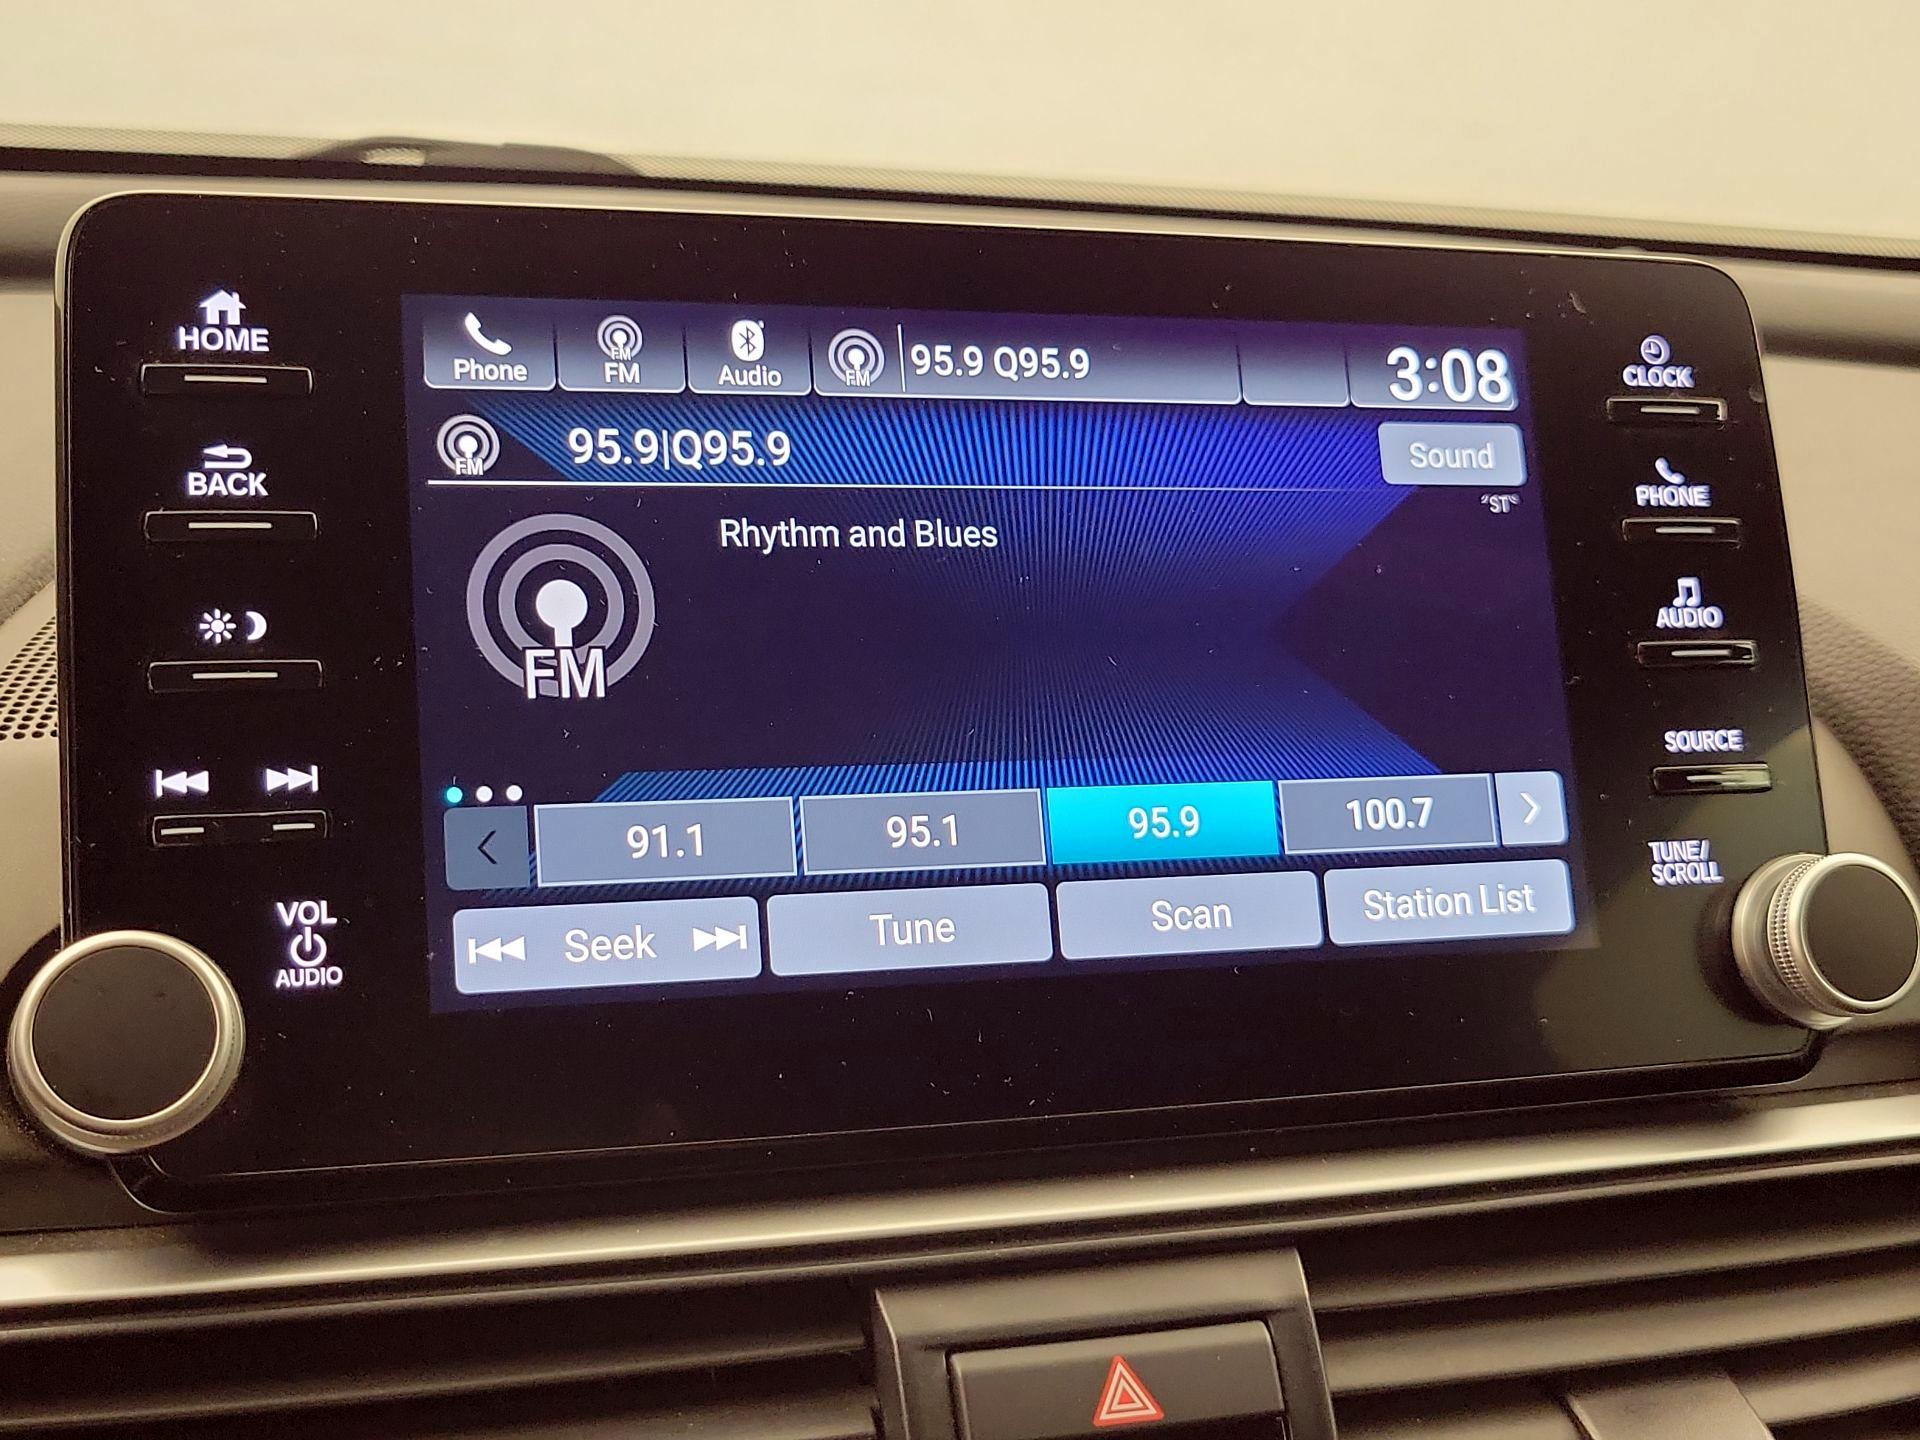 HOME
BACK
VOL
AUDIO
Phone
FM
FM
Audio
FM
95.9 Q95.9
3:08
FM
95.9|Q95.9
Sound
"ST"
Rhythm and Blues
FM
91.1
95.1
95.9
100.7
Seek
Tune
Scan
Station List
CLOCK
PHONE
AUDIO
SOURCE
TUNE/
SCROLL